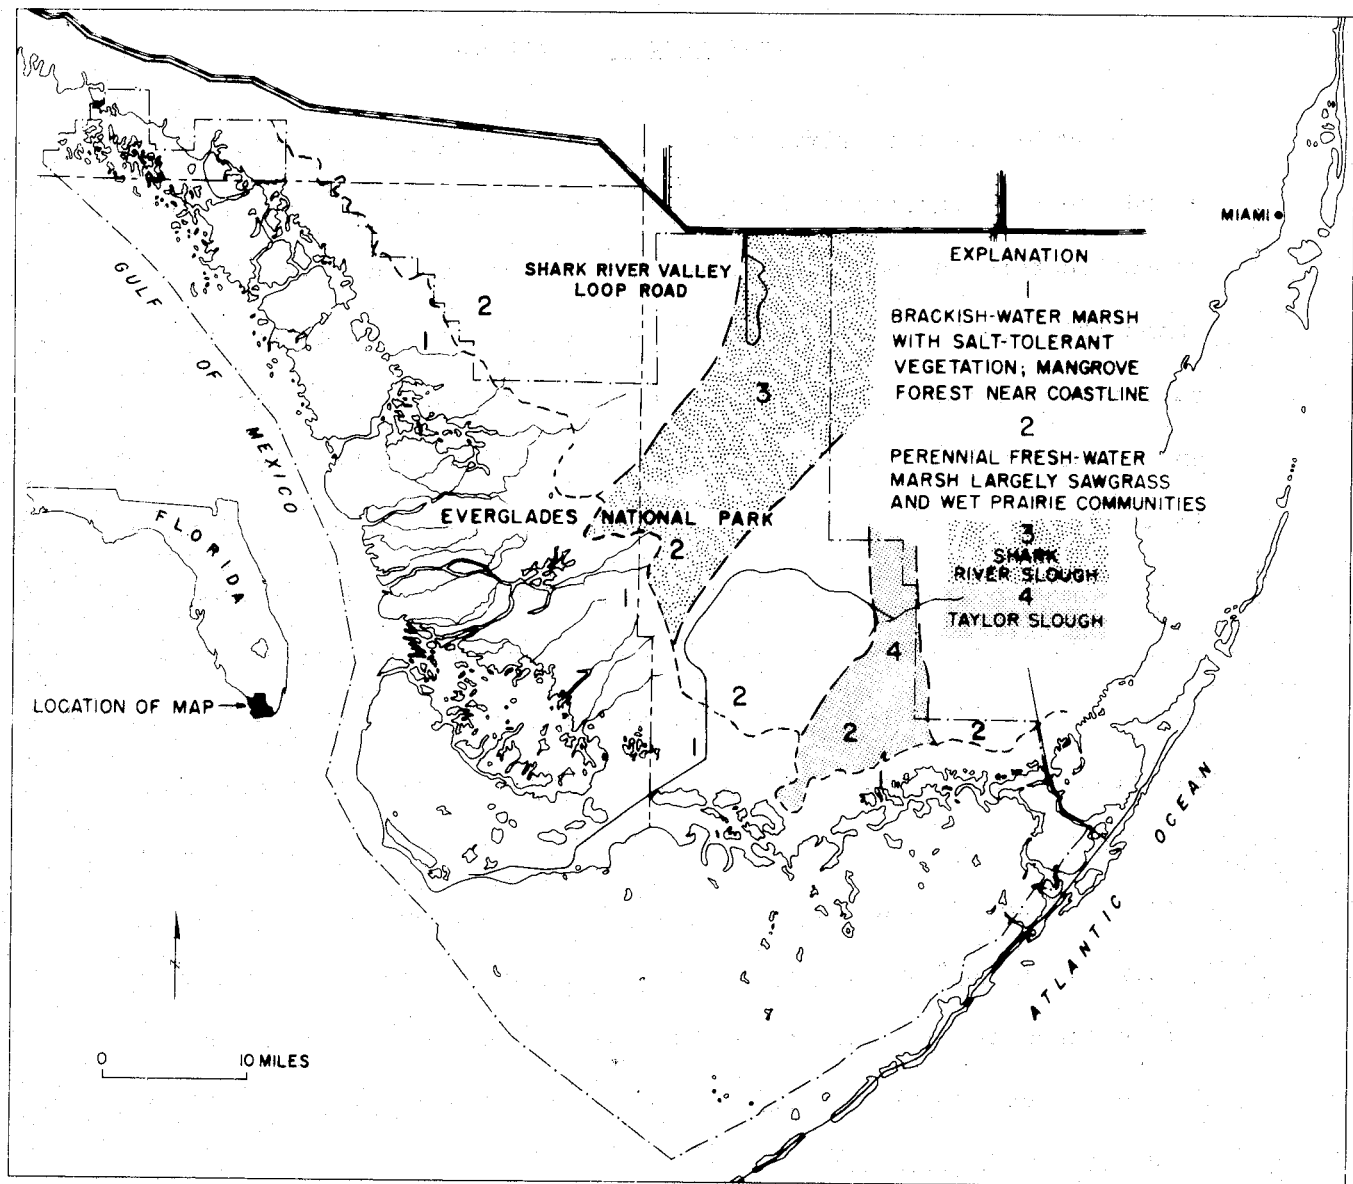 MIAMI
EXPLANATION
1
BRACKISH-WATER MARSH
WITH SALT-TOLERANT
VEGETATION; MANGROVE
FOREST NEAR COASTLINE
2
PERENNIAL FRESH-WATER
MARSH LARGELY SAWGRASS
AND WET PRAIRIE COMMUNITIES
3
SHARK
RIVER SLOUGH
4
TAYLOR SLOUGH
SHARK RIVER VALLEY
LOOP ROAD
GULF OF MEXICO
2
1
3
EVERGLADES NATIONAL PARK
2
1
4
2
2
2
1
FLORIDA
LOCATION OF MAP
ATLANTIC OCEAN
N
0 10 MILES